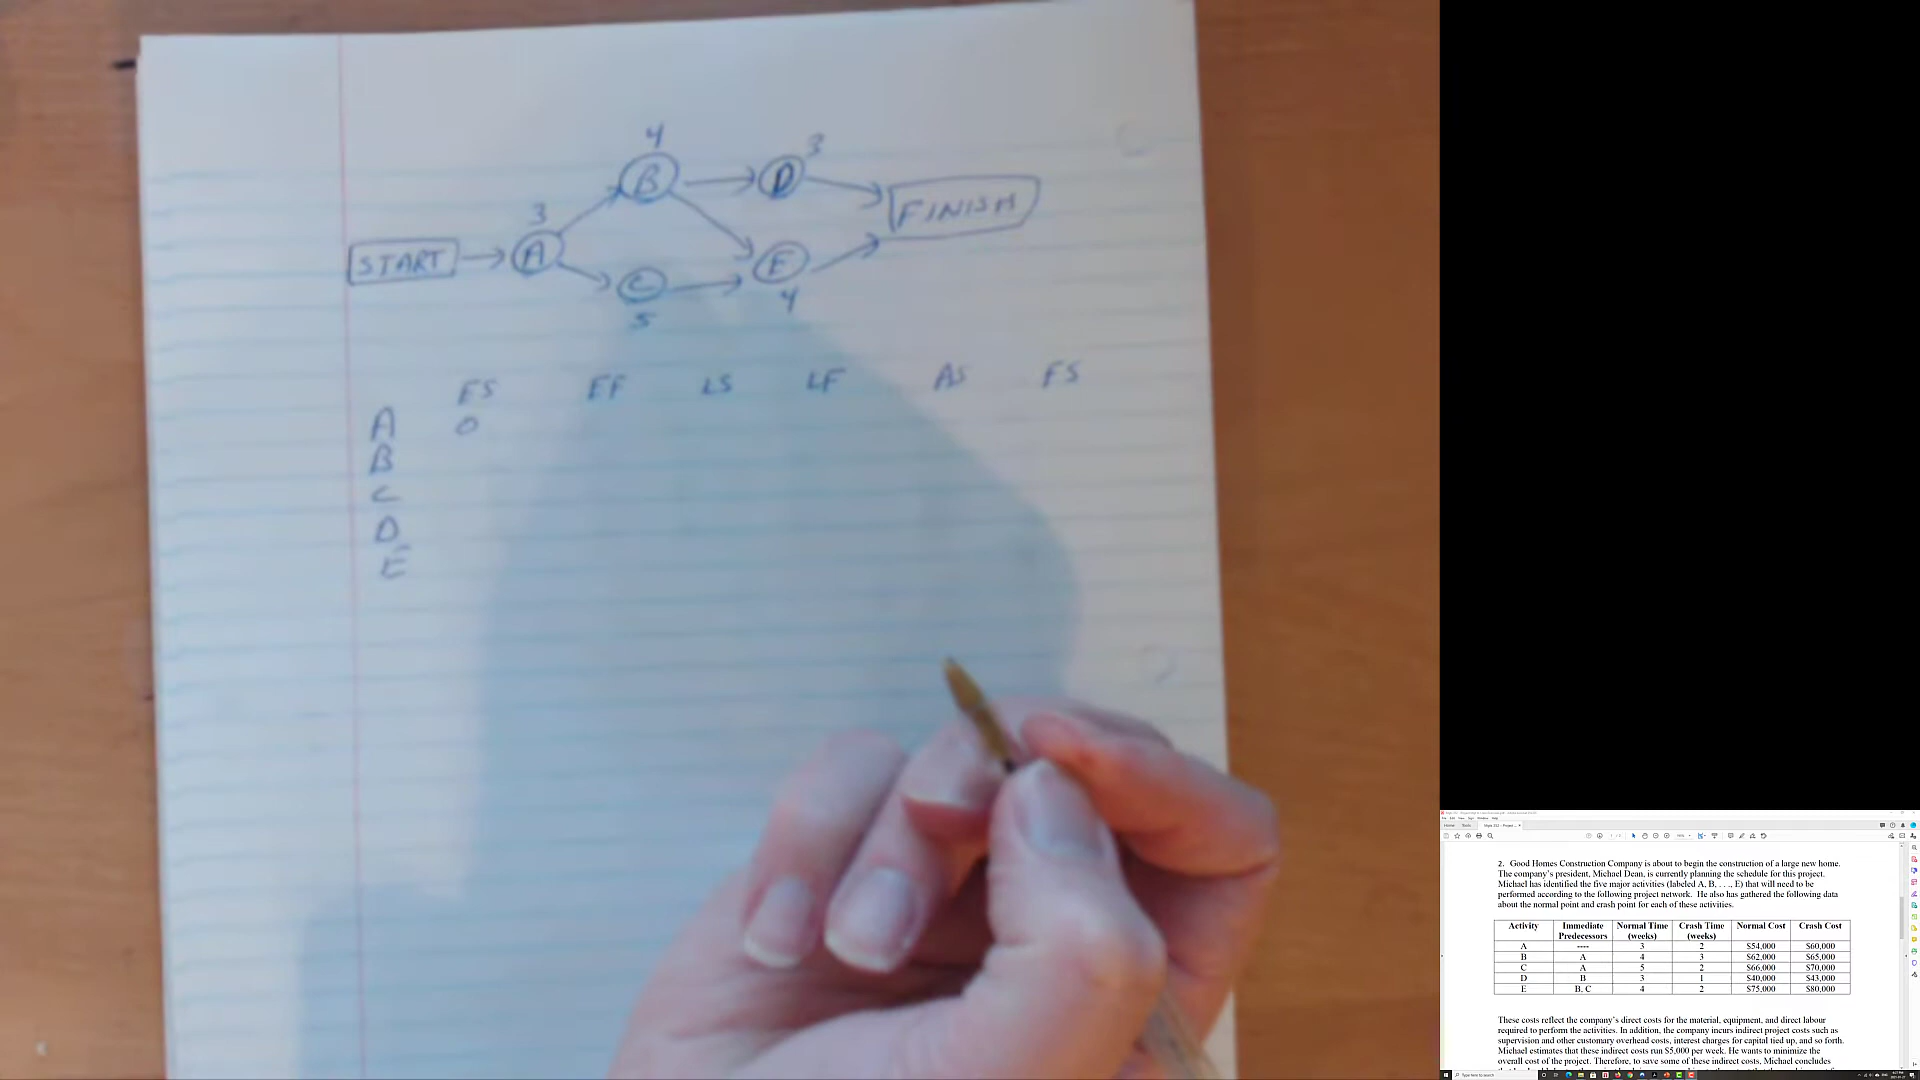 4
3
B
D
3
FINISH
START
A
C
E
5
4
ES EF LS LF AS FS
A 0
B
C
D
E
2. Good Homes Construction Company is about to begin the construction of a large new home.
The company's president, Michael Dean, is currently planning the schedule for this project.
Michael has identified the five major activities (labeled A, B, . . ., E) that will need to be
performed according to the following project network. He also has gathered the following data
about the normal point and crash point for each of these activities.
Activity Immediate Predecessors Normal Time (weeks) Crash Time (weeks) Normal Cost Crash Cost
A ---- 3 2 $54,000 $60,000
B A 4 3 $62,000 $65,000
C A 5 2 $66,000 $70,000
D B 3 1 $40,000 $43,000
E B, C 4 2 $75,000 $80,000
These costs reflect the company's direct costs for the material, equipment, and direct labour
required to perform the activities. In addition, the company incurs indirect project costs such as
supervision and other customary overhead costs, interest charges for capital tied up, and so forth.
Michael estimates that these indirect costs run $5,000 per week. He wants to minimize the
overall cost of the project. Therefore, to save some of these indirect costs, Michael concludes